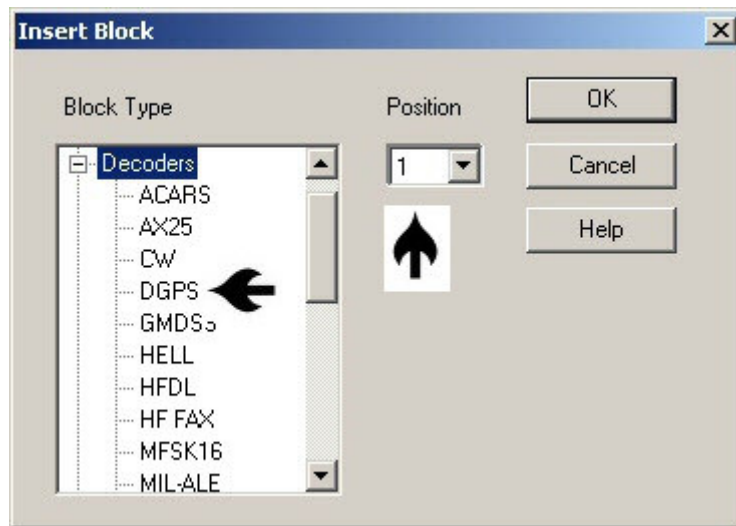 Insert Block
Block Type
Position
OK
Decoders
1
Cancel
ACARS
AX25
Help
CW
DGPS
GMDSS
HELL
HFDL
HF FAX
MFSK16
MIL-ALE